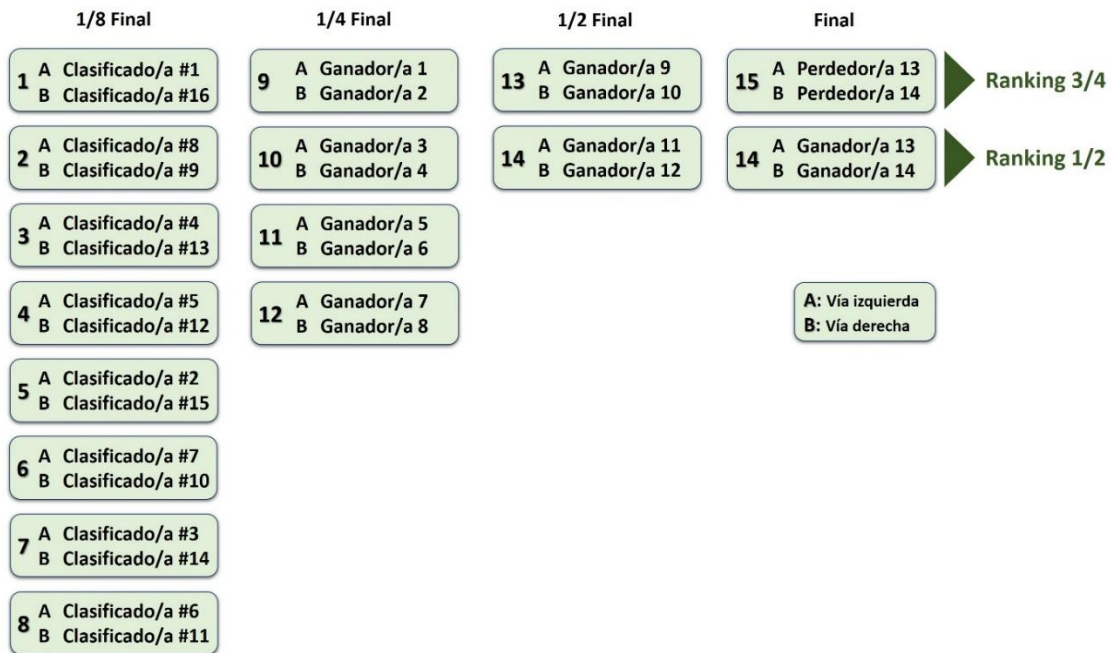 1/8 Final
1/4 Final
1/2 Final
Final
1 A Clasificado/a #1
B Clasificado/a #16
9 A Ganador/a 1
B Ganador/a 2
13 A Ganador/a 9
B Ganador/a 10
15 A Perdedor/a 13
B Perdedor/a 14
Ranking 3/4
2 A Clasificado/a #8
B Clasificado/a #9
10 A Ganador/a 3
B Ganador/a 4
14 A Ganador/a 11
B Ganador/a 12
14 A Ganador/a 13
B Ganador/a 14
Ranking 1/2
3 A Clasificado/a #4
B Clasificado/a #13
11 A Ganador/a 5
B Ganador/a 6
4 A Clasificado/a #5
B Clasificado/a #12
12 A Ganador/a 7
B Ganador/a 8
A: Vía izquierda
B: Vía derecha
5 A Clasificado/a #2
B Clasificado/a #15
6 A Clasificado/a #7
B Clasificado/a #10
7 A Clasificado/a #3
B Clasificado/a #14
8 A Clasificado/a #6
B Clasificado/a #11